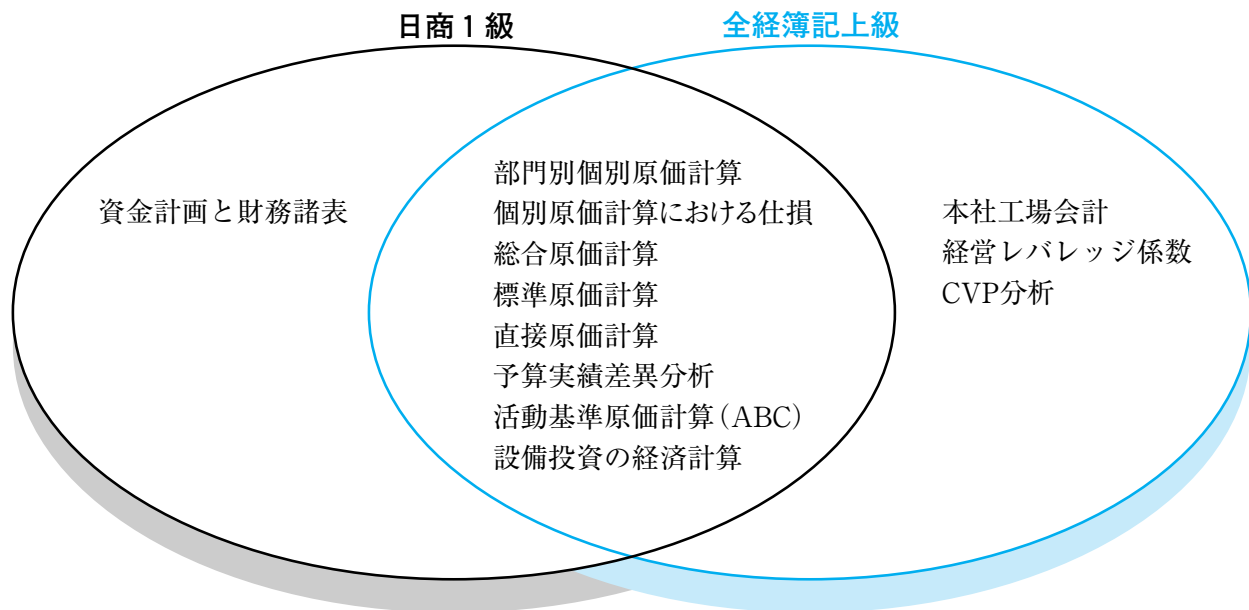 日商1級
全経簿記上級
資金計画と財務諸表
部門別個別原価計算
個別原価計算における仕損
総合原価計算
標準原価計算
直接原価計算
予算実績差異分析
活動基準原価計算（ABC）
設備投資の経済計算
本社工場会計
経営レバレッジ係数
CVP分析